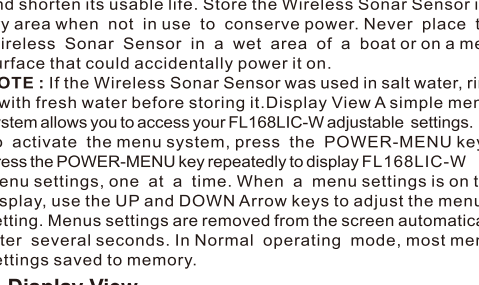 nd shorten its usable life. Store the Wireless Sonar Sensor i
ry area when not in use to conserve power. Never place t
ireless Sonar Sensor in a wet area of a boat or on a me
urface that could accidentally power it on.
OTE : If the Wireless Sonar Sensor was used in salt water, rin
with fresh water before storing it.Display View A simple men
ystem allows you to access your FL168LIC-W adjustable settings.
o activate the menu system, press the POWER-MENU key
ress the POWER-MENU key repeatedly to display FL168LIC-W
enu settings, one at a time. When a menu settings is on t
isplay, use the UP and DOWN Arrow keys to adjust the menu
etting. Menus settings are removed from the screen automatica
ter several seconds. In Normal operating mode, most men
ettings saved to memory.
Display View